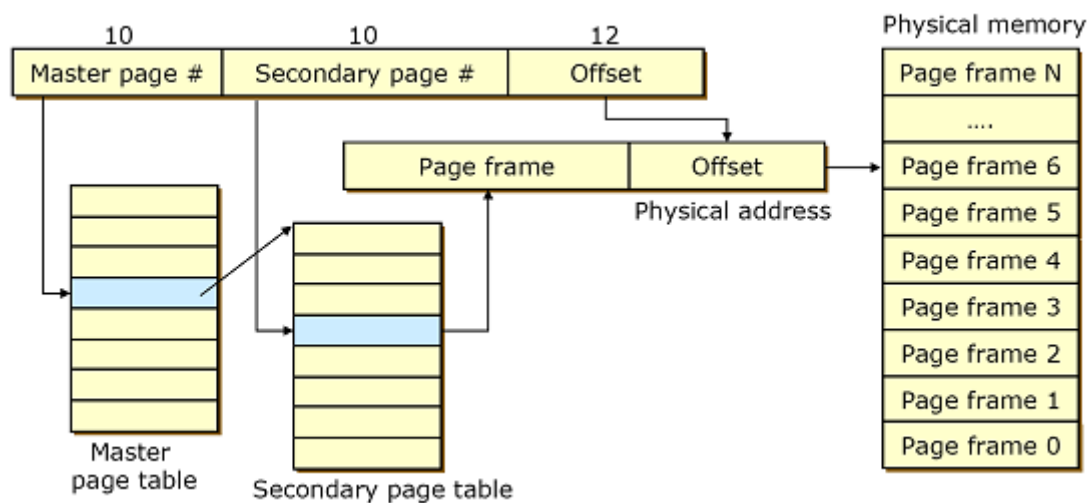 10 10 12
Master page # Secondary page # Offset
Page frame Offset
Physical address
Master
page table
Secondary page table
Physical memory
Page frame N
....
Page frame 6
Page frame 5
Page frame 4
Page frame 3
Page frame 2
Page frame 1
Page frame 0